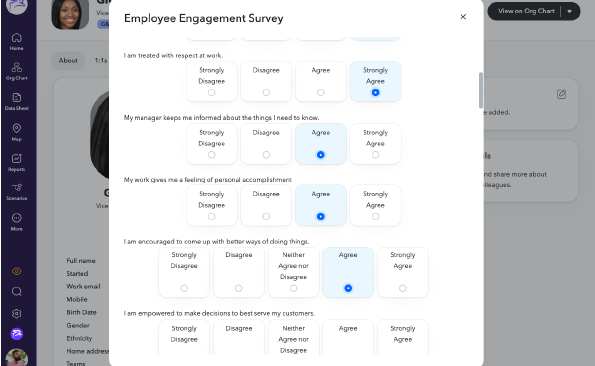 Employee Engagement Survey
View on Org Chart
Vice
About
1:1s
Home
Org Chart
Data Sheet
Map
Reports
Scenarios
More
I am treated with respect at work.
Strongly Disagree
Disagree
Agree
Strongly Agree
My manager keeps me informed about the things I need to know.
Strongly Disagree
Disagree
Agree
Strongly Agree
My work gives me a feeling of personal accomplishment
Strongly Disagree
Disagree
Agree
Strongly Agree
I am encouraged to come up with better ways of doing things.
Strongly Disagree
Disagree
Neither Agree nor Disagree
Agree
Strongly Agree
I am empowered to make decisions to best serve my customers.
Strongly Disagree
Disagree
Neither Agree nor Disagree
Agree
Strongly Agree
Vice
Full name
Started
Work email
Mobile
Birth Date
Gender
Ethnicity
Home address
Teams
e added.
ls
nd share more about
lleagues.